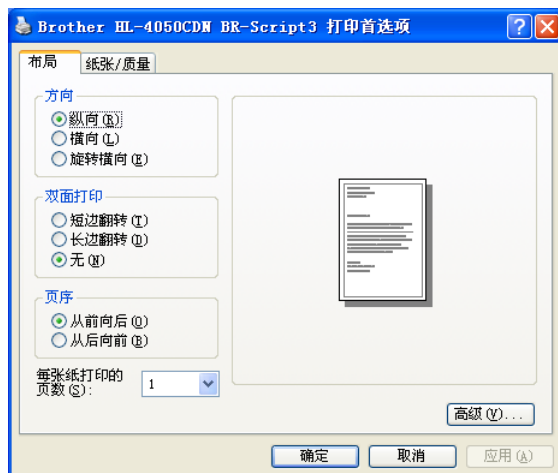 Brother HL-4050CDN BR-Script3 打印首选项
布局
纸张/质量
方向
纵向(R)
横向(L)
旋转横向(E)
双面打印
短边翻转(T)
长边翻转(D)
无(N)
页序
从前向后(O)
从后向前(B)
每张纸打印的
页数(S):
1
高级(V)...
确定
取消
应用(A)